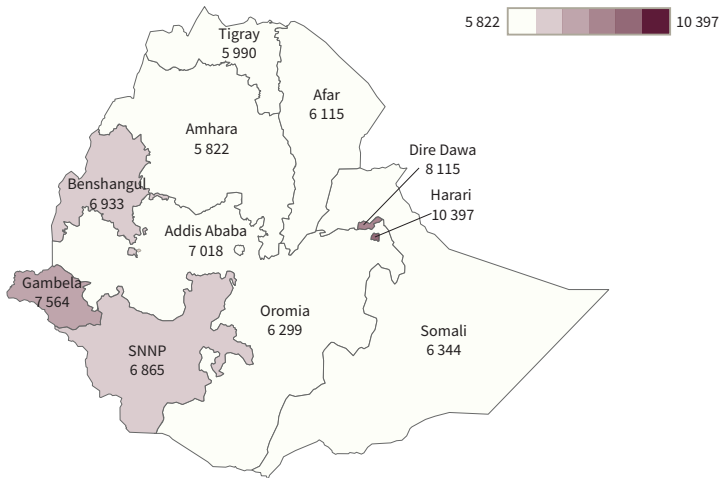 5 822
10 397
Tigray
5 990
Afar
6 115
Amhara
5 822
Dire Dawa
8 115
Benshangul
6 933
Harari
10 397
Addis Ababa
7 018
Gambela
7 564
Oromia
6 299
Somali
6 344
SNNP
6 865